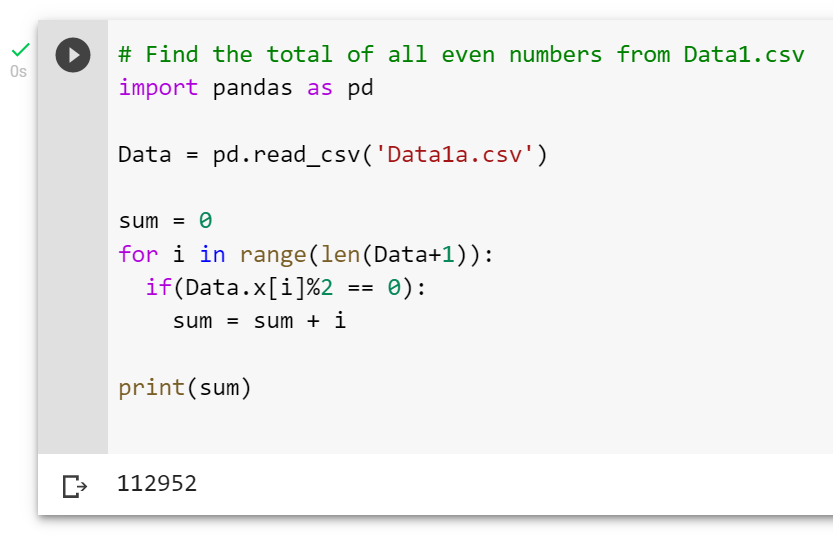 0s
# Find the total of all even numbers from Data1.csv
import pandas as pd
Data = pd.read_csv('Data1a.csv')
sum = 0
for i in range(len(Data+1)):
  if(Data.x[i]%2 == 0):
    sum = sum + i
print(sum)
112952